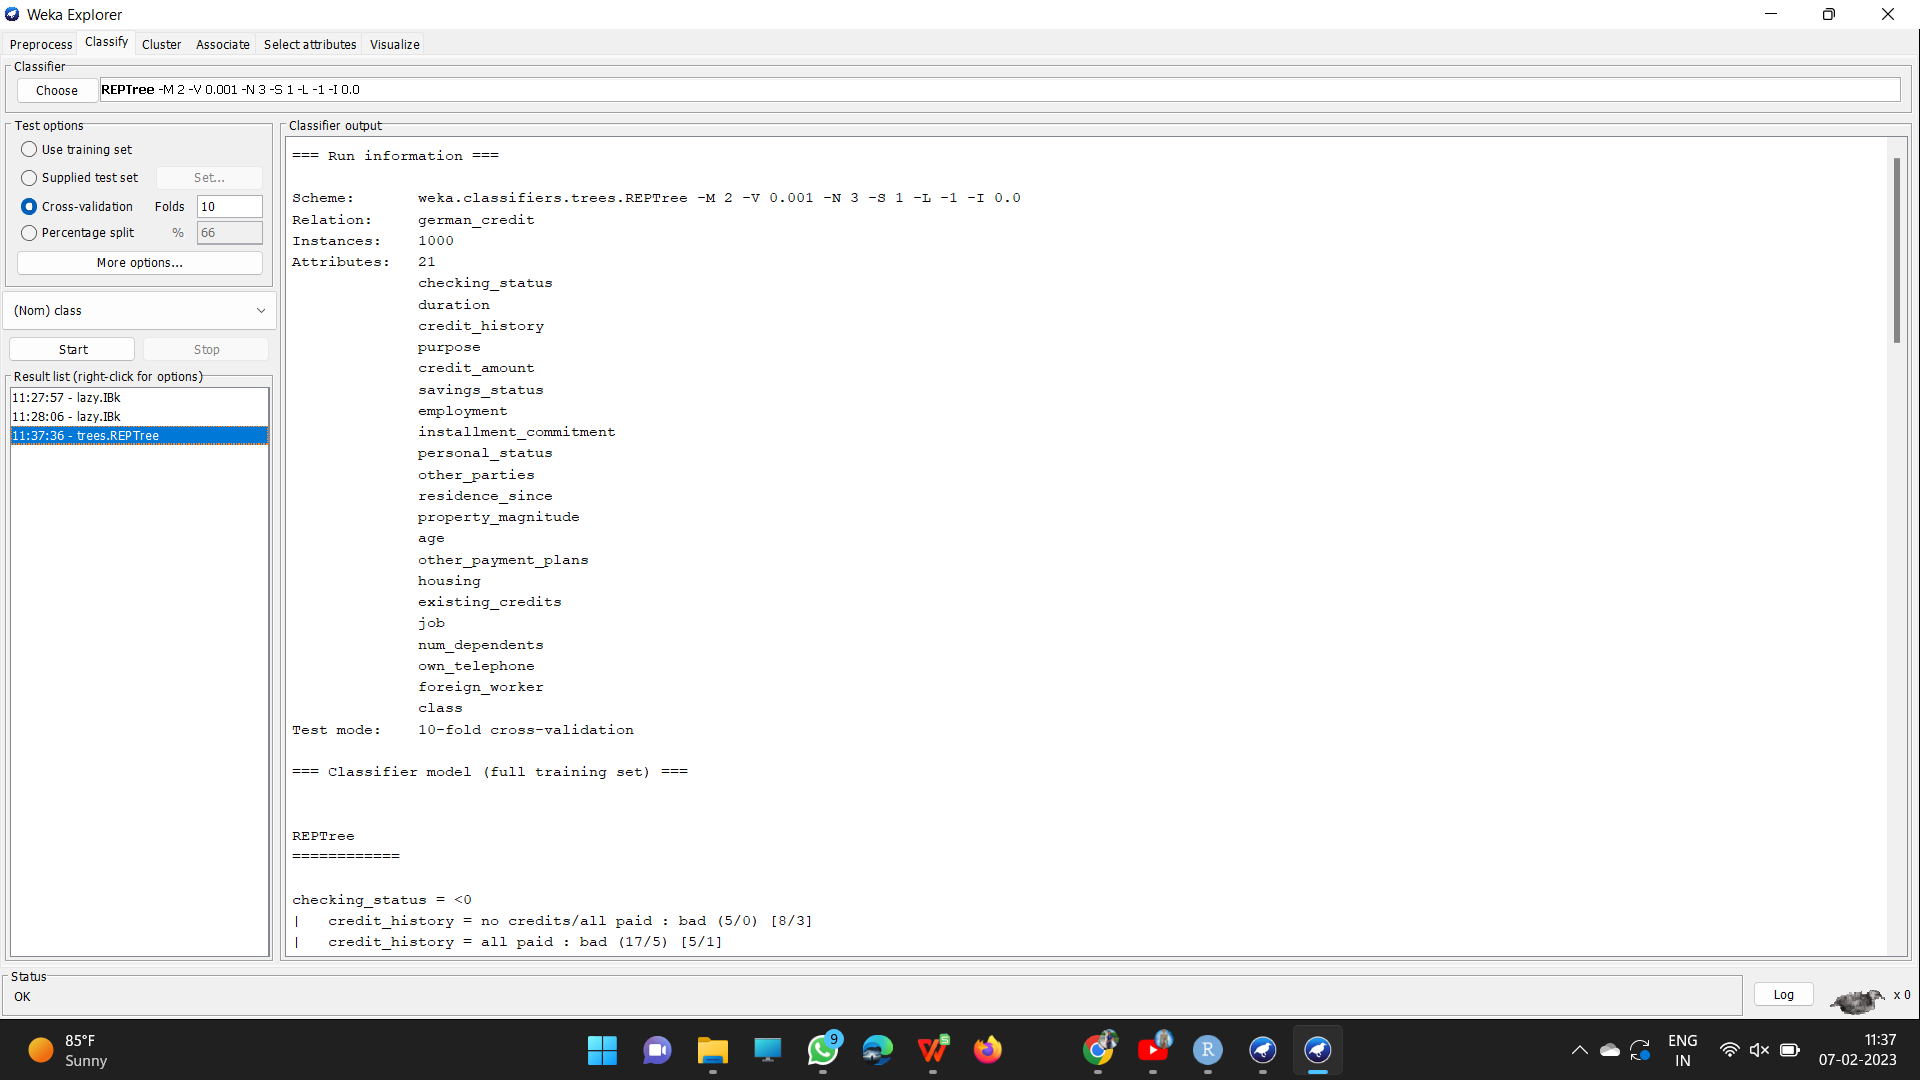 Weka Explorer
Preprocess Classify Cluster Associate Select attributes Visualize
Classifier
Choose REPTree -M 2 -V 0.001 -N 3 -S 1 -L -1 -I 0.0
Test options
Use training set
Supplied test set Set...
Cross-validation Folds 10
Percentage split % 66
More options...
(Nom) class
Start Stop
Result list (right-click for options)
11:27:57 - lazy.IBk
11:28:06 - lazy.IBk
11:37:36 - trees.REPTree
Classifier output
=== Run information ===
Scheme: weka.classifiers.trees.REPTree -M 2 -V 0.001 -N 3 -S 1 -L -1 -I 0.0
Relation: german_credit
Instances: 1000
Attributes: 21
checking_status
duration
credit_history
purpose
credit_amount
savings_status
employment
installment_commitment
personal_status
other_parties
residence_since
property_magnitude
age
other_payment_plans
housing
existing_credits
job
num_dependents
own_telephone
foreign_worker
class
Test mode: 10-fold cross-validation
=== Classifier model (full training set) ===
REPTree
============
checking_status = <0
| credit_history = no credits/all paid : bad (5/0) [8/3]
| credit_history = all paid : bad (17/5) [5/1]
Status
OK
Log x 0
85°F
Sunny
9
W S
R
ENG
IN
11:37
07-02-2023